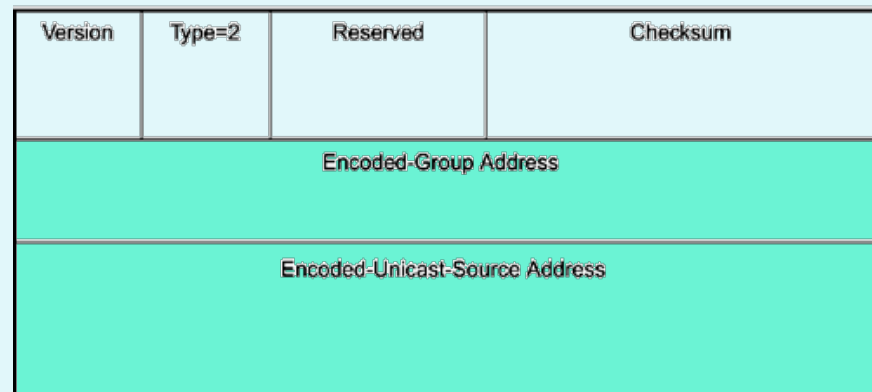 Version Type=2 Reserved Checksum
Encoded-Group Address
Encoded-Unicast-Source Address